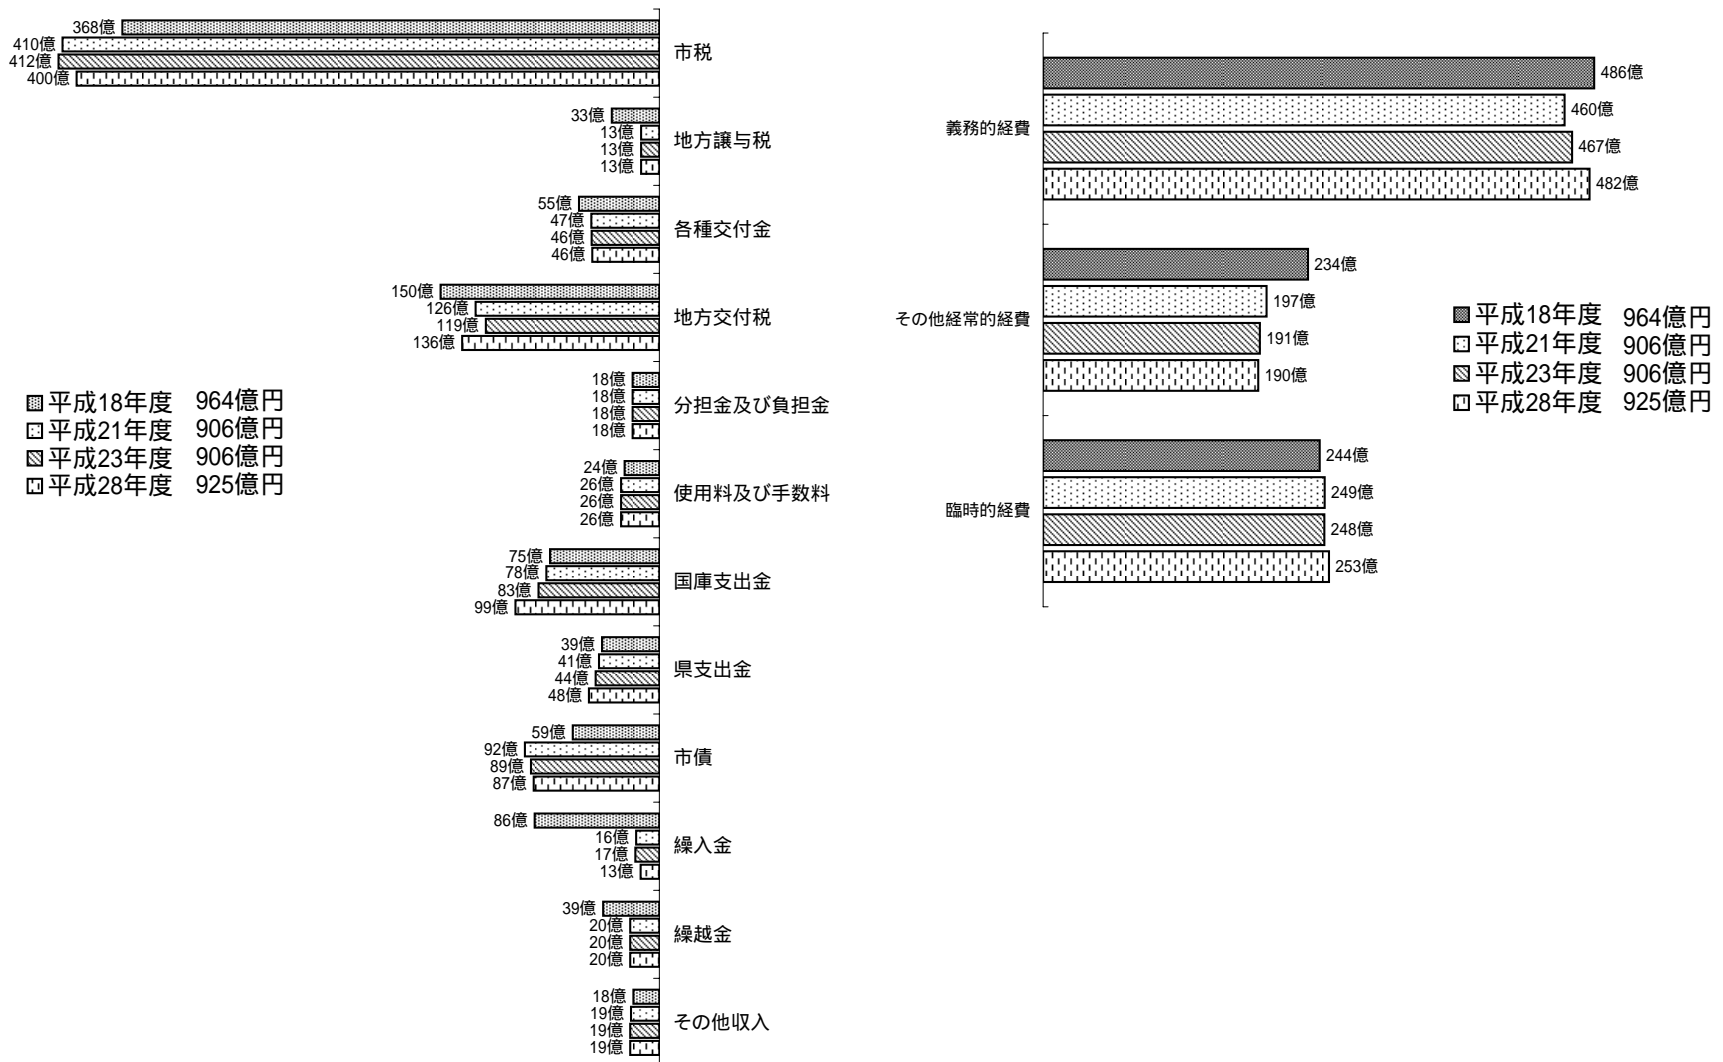 368億
410億
412億
400億
市税
33億
13億
13億
13億
地方譲与税
55億
47億
46億
46億
各種交付金
150億
126億
119億
136億
地方交付税
18億
18億
18億
18億
分担金及び負担金
24億
26億
26億
26億
使用料及び手数料
75億
78億
83億
99億
国庫支出金
39億
41億
44億
48億
県支出金
59億
92億
89億
87億
市債
86億
16億
17億
13億
繰入金
39億
20億
20億
20億
繰越金
18億
19億
19億
19億
その他収入
平成18年度 964億円
平成21年度 906億円
平成23年度 906億円
平成28年度 925億円
義務的経費
486億
460億
467億
482億
その他経常的経費
234億
197億
191億
190億
臨時的経費
244億
249億
248億
253億
平成18年度 964億円
平成21年度 906億円
平成23年度 906億円
平成28年度 925億円